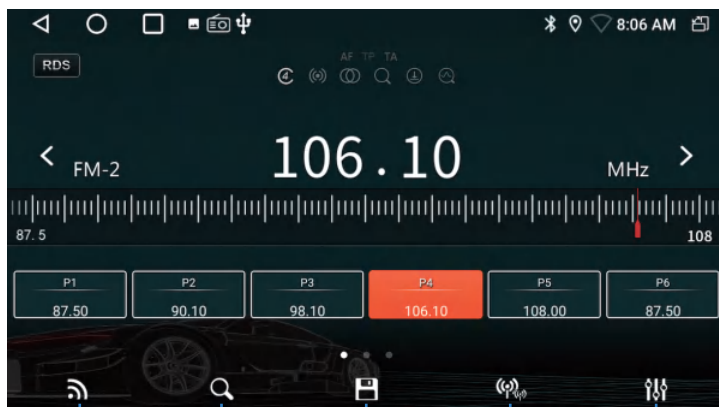 8:06 AM
RDS
AF TP TA
FM-2
106.10
MHz
87.5
108
P1 P2 P3 P4 P5 P6
87.50 90.10 98.10 106.10 108.00 87.50